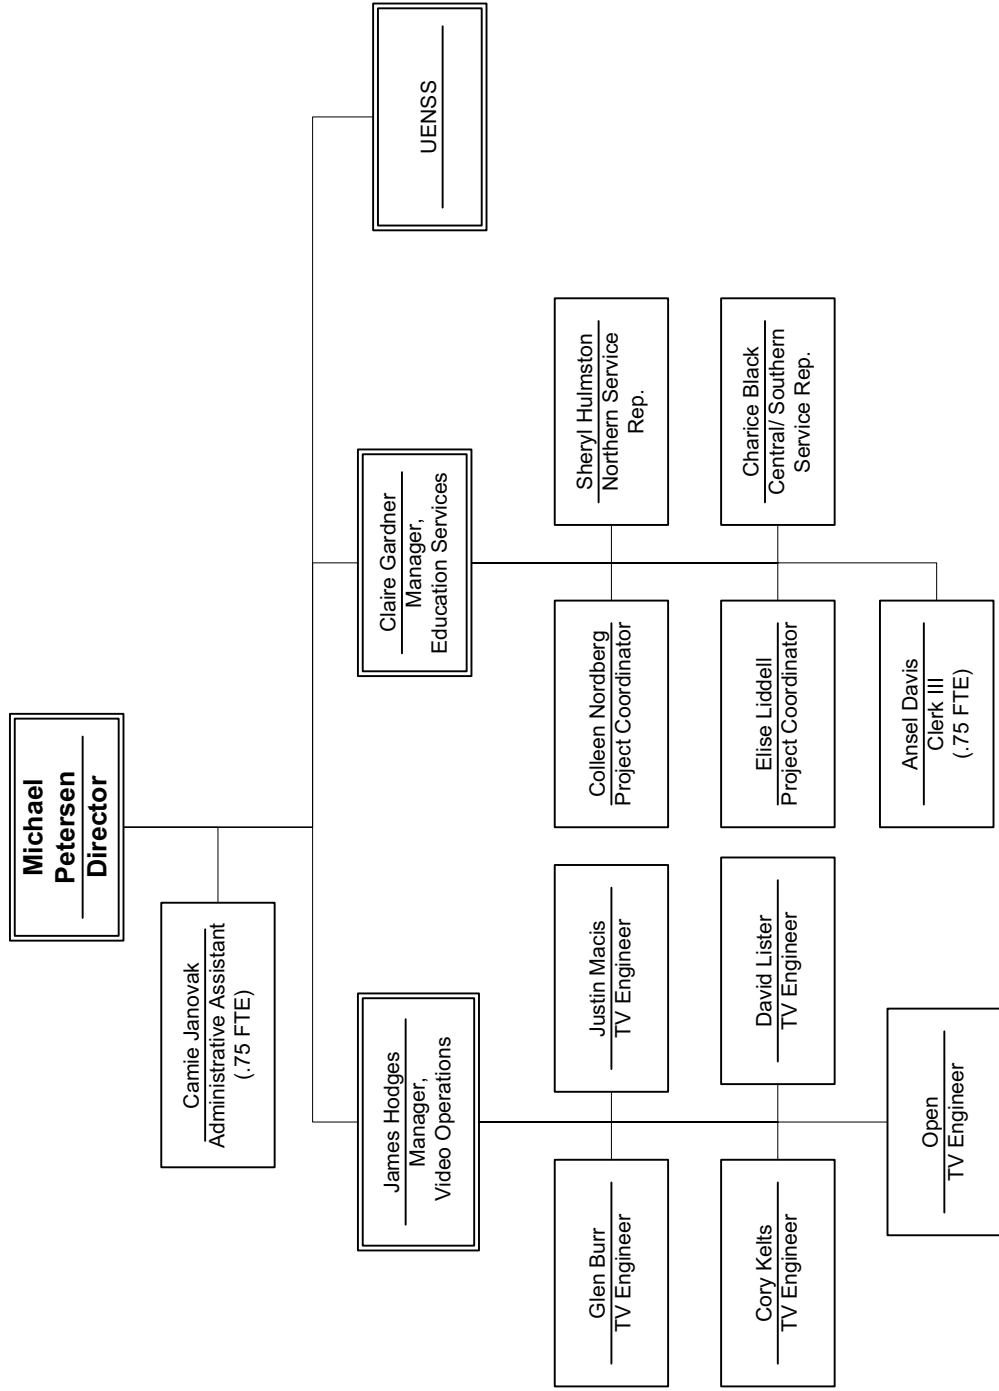 Michael
Petersen
Director
Camie Janovak
Administrative Assistant
(.75 FTE)
James Hodges
Manager,
Video Operations
Claire Gardner
Manager,
Education Services
UENSS
Glen Burr
TV Engineer
Justin Macis
TV Engineer
Cory Kelts
TV Engineer
David Lister
TV Engineer
Open
TV Engineer
Colleen Nordberg
Project Coordinator
Sheryl Hulmston
Northern Service
Rep.
Elise Liddell
Project Coordinator
Charice Black
Central/ Southern
Service Rep.
Ansel Davis
Clerk III
(.75 FTE)